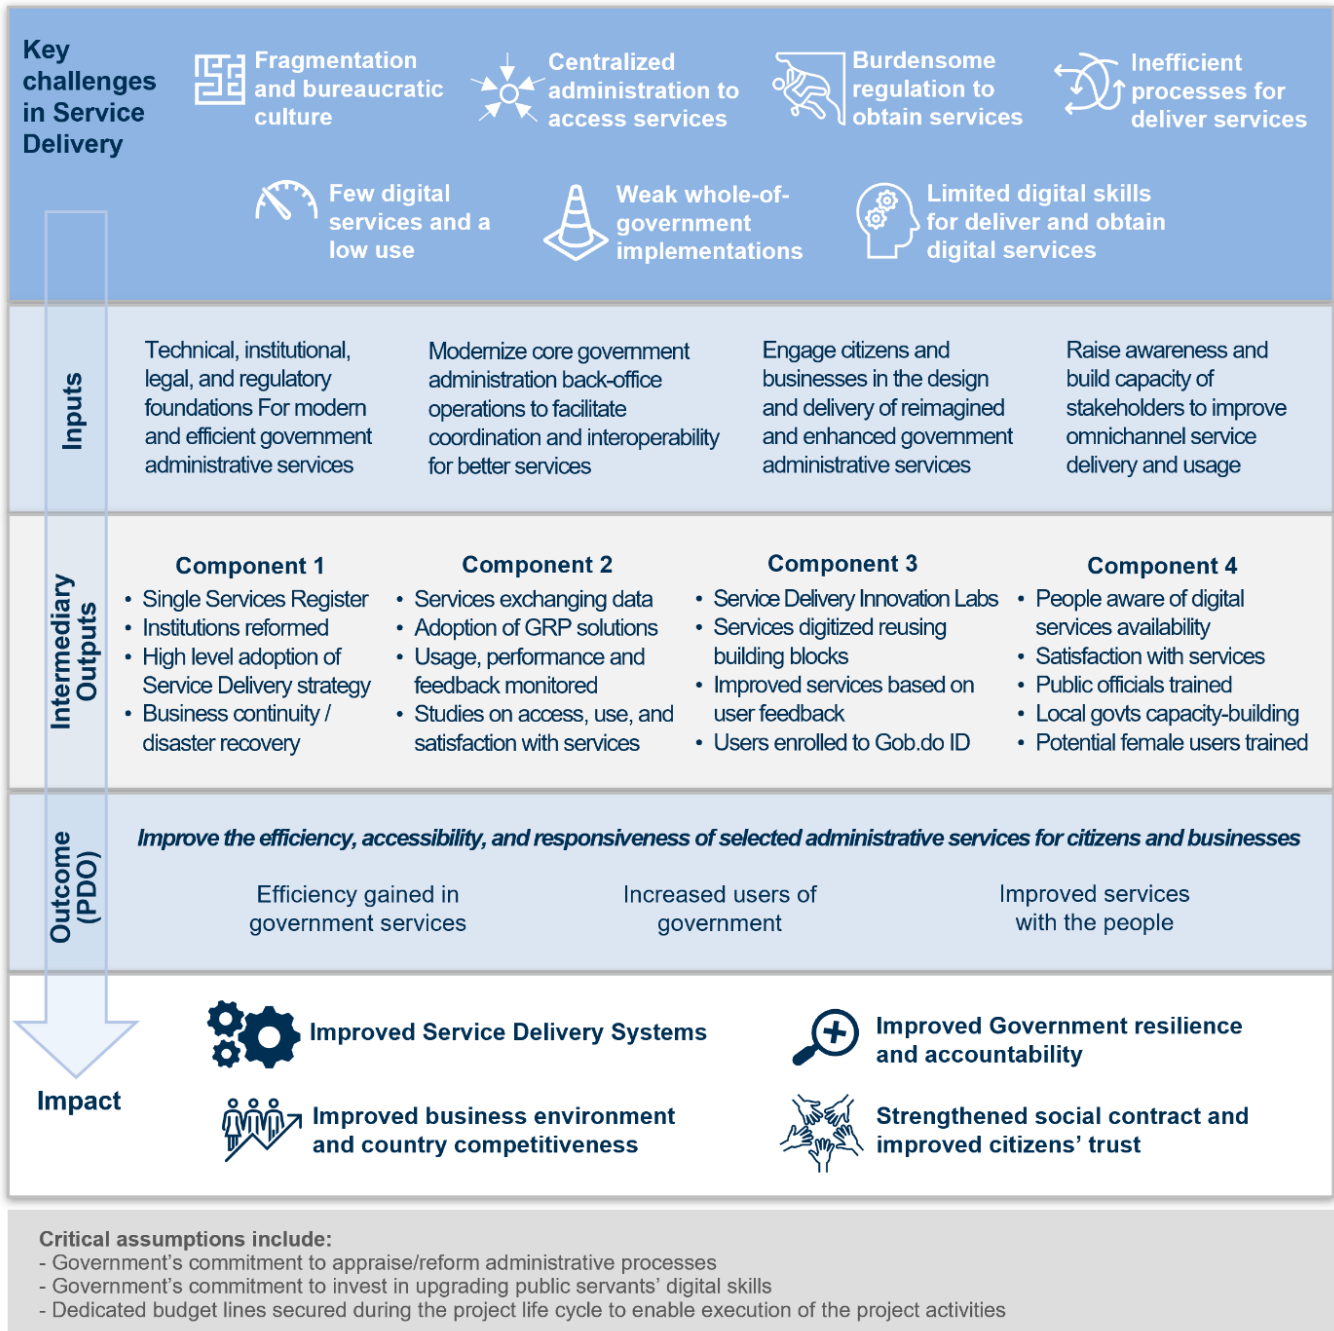 Key
challenges
in Service
Delivery
Fragmentation
and bureaucratic
culture
Centralized
administration to
access services
Burdensome
regulation to
obtain services
Inefficient
processes for
deliver services
Few digital
services and a
low use
Weak whole-of-
government
implementations
Limited digital skills
for deliver and obtain
digital services
Inputs
Technical, institutional,
legal, and regulatory
foundations For modern
and efficient government
administrative services
Modernize core government
administration back-office
operations to facilitate
coordination and interoperability
for better services
Engage citizens and
businesses in the design
and delivery of reimagined
and enhanced government
administrative services
Raise awareness and
build capacity of
stakeholders to improve
omnichannel service
delivery and usage
Intermediary
Outputs
Component 1
• Single Services Register
• Institutions reformed
• High level adoption of
Service Delivery strategy
• Business continuity /
disaster recovery
Component 2
• Services exchanging data
• Adoption of GRP solutions
• Usage, performance and
feedback monitored
• Studies on access, use, and
satisfaction with services
Component 3
• Service Delivery Innovation Labs
• Services digitized reusing
building blocks
• Improved services based on
user feedback
• Users enrolled to Gob.do ID
Component 4
• People aware of digital
services availability
• Satisfaction with services
• Public officials trained
• Local govts capacity-building
• Potential female users trained
Outcome
(PDO)
Improve the efficiency, accessibility, and responsiveness of selected administrative services for citizens and businesses
Efficiency gained in
government services
Increased users of
government
Improved services
with the people
Impact
Improved Service Delivery Systems
Improved Government resilience
and accountability
Improved business environment
and country competitiveness
Strengthened social contract and
improved citizens’ trust
Critical assumptions include:
- Government’s commitment to appraise/reform administrative processes
- Government’s commitment to invest in upgrading public servants’ digital skills
- Dedicated budget lines secured during the project life cycle to enable execution of the project activities